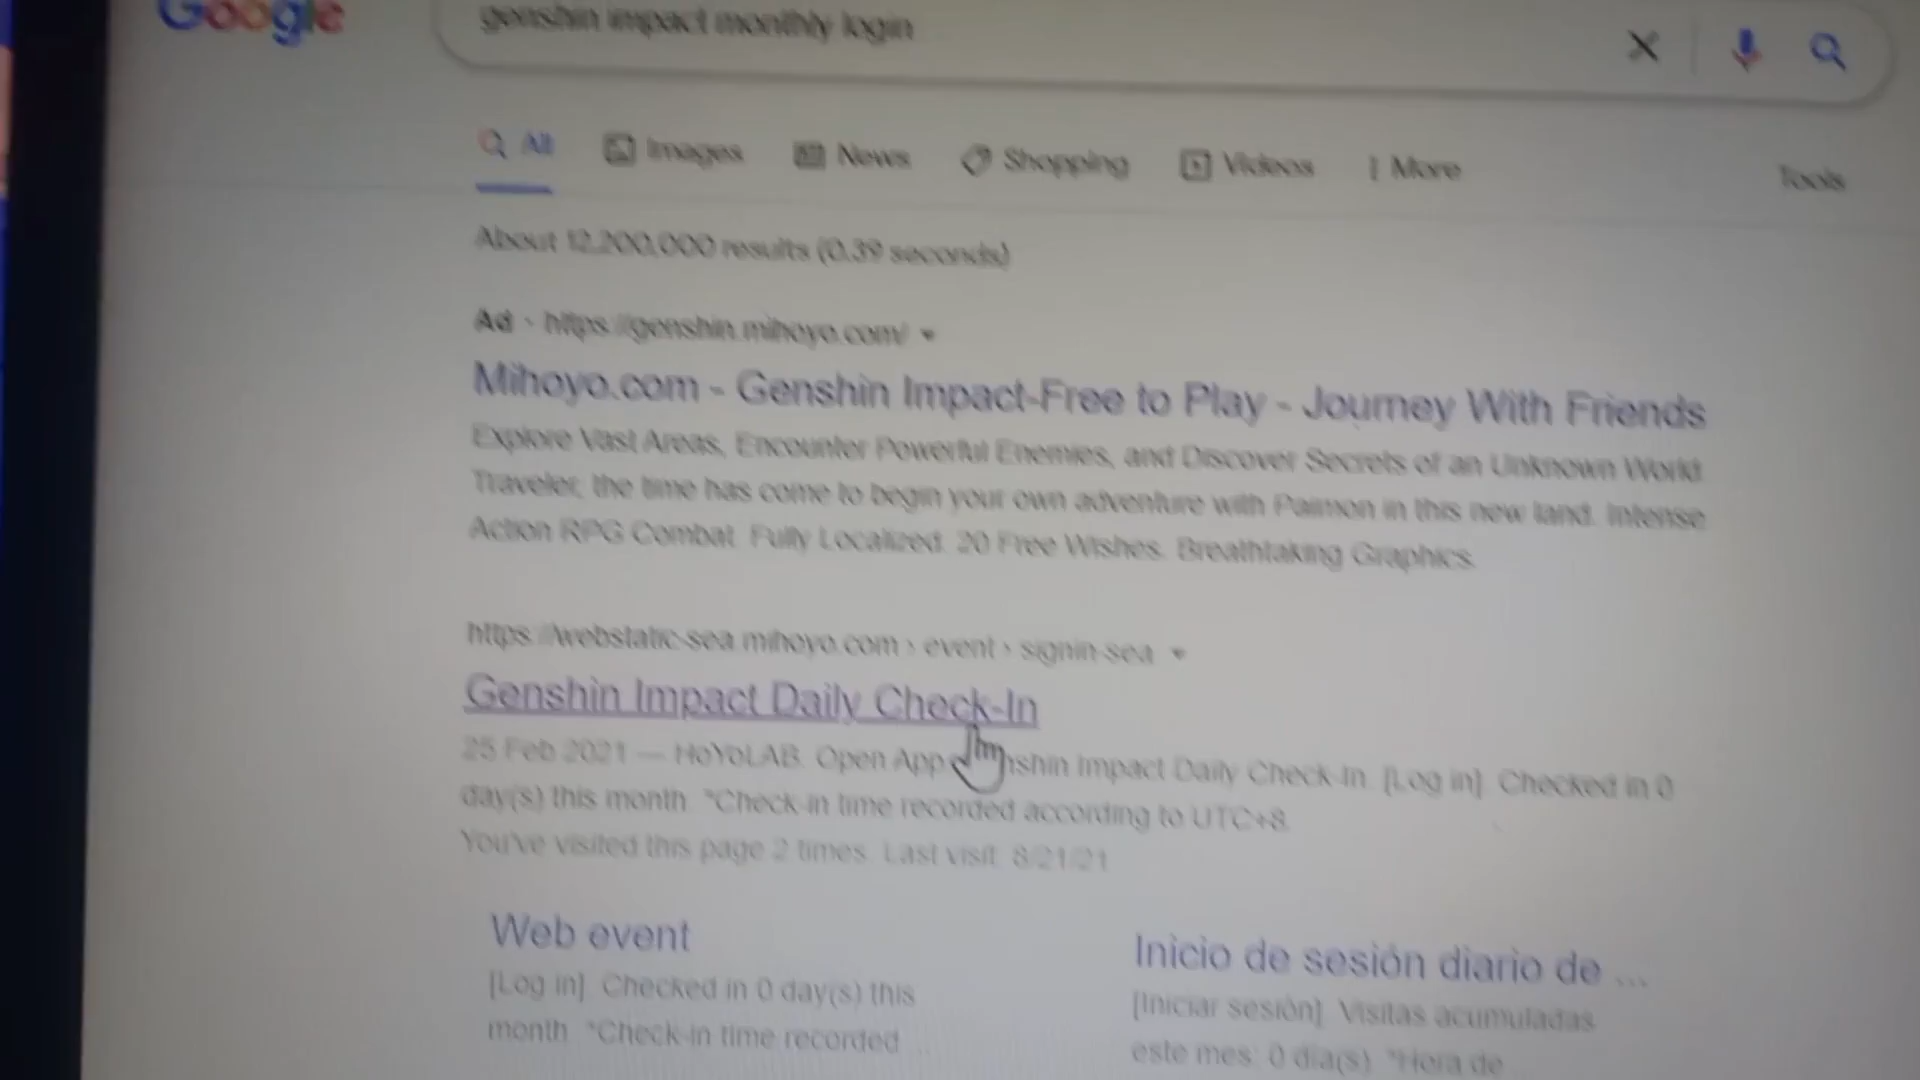 Google
genshin impact monthly login
All Images News Shopping Videos More Tools
About 12,200,000 results (0.39 seconds)
Ad · https://genshin.mihoyo.com/
Mihoyo.com - Genshin Impact-Free to Play - Journey With Friends
Explore Vast Areas, Encounter Powerful Enemies, and Discover Secrets of an Unknown World.
Traveler, the time has come to begin your own adventure with Paimon in this new land. Intense
Action RPG Combat. Fully Localized. 20 Free Wishes. Breathtaking Graphics.
https://webstatic-sea.mihoyo.com › event › signin-sea
Genshin Impact Daily Check-In
25 Feb 2021 — HoYoLAB. Open App nshin Impact Daily Check-In. [Log in]. Checked in 0
day(s) this month. *Check-in time recorded according to UTC+8.
You've visited this page 2 times. Last visit: 8/21/21
Web event
[Log in]. Checked in 0 day(s) this
month. *Check-in time recorded ...
Inicio de sesión diario de ...
[Iniciar sesión]. Visitas acumuladas
este mes: 0 día(s). *Hora de ...